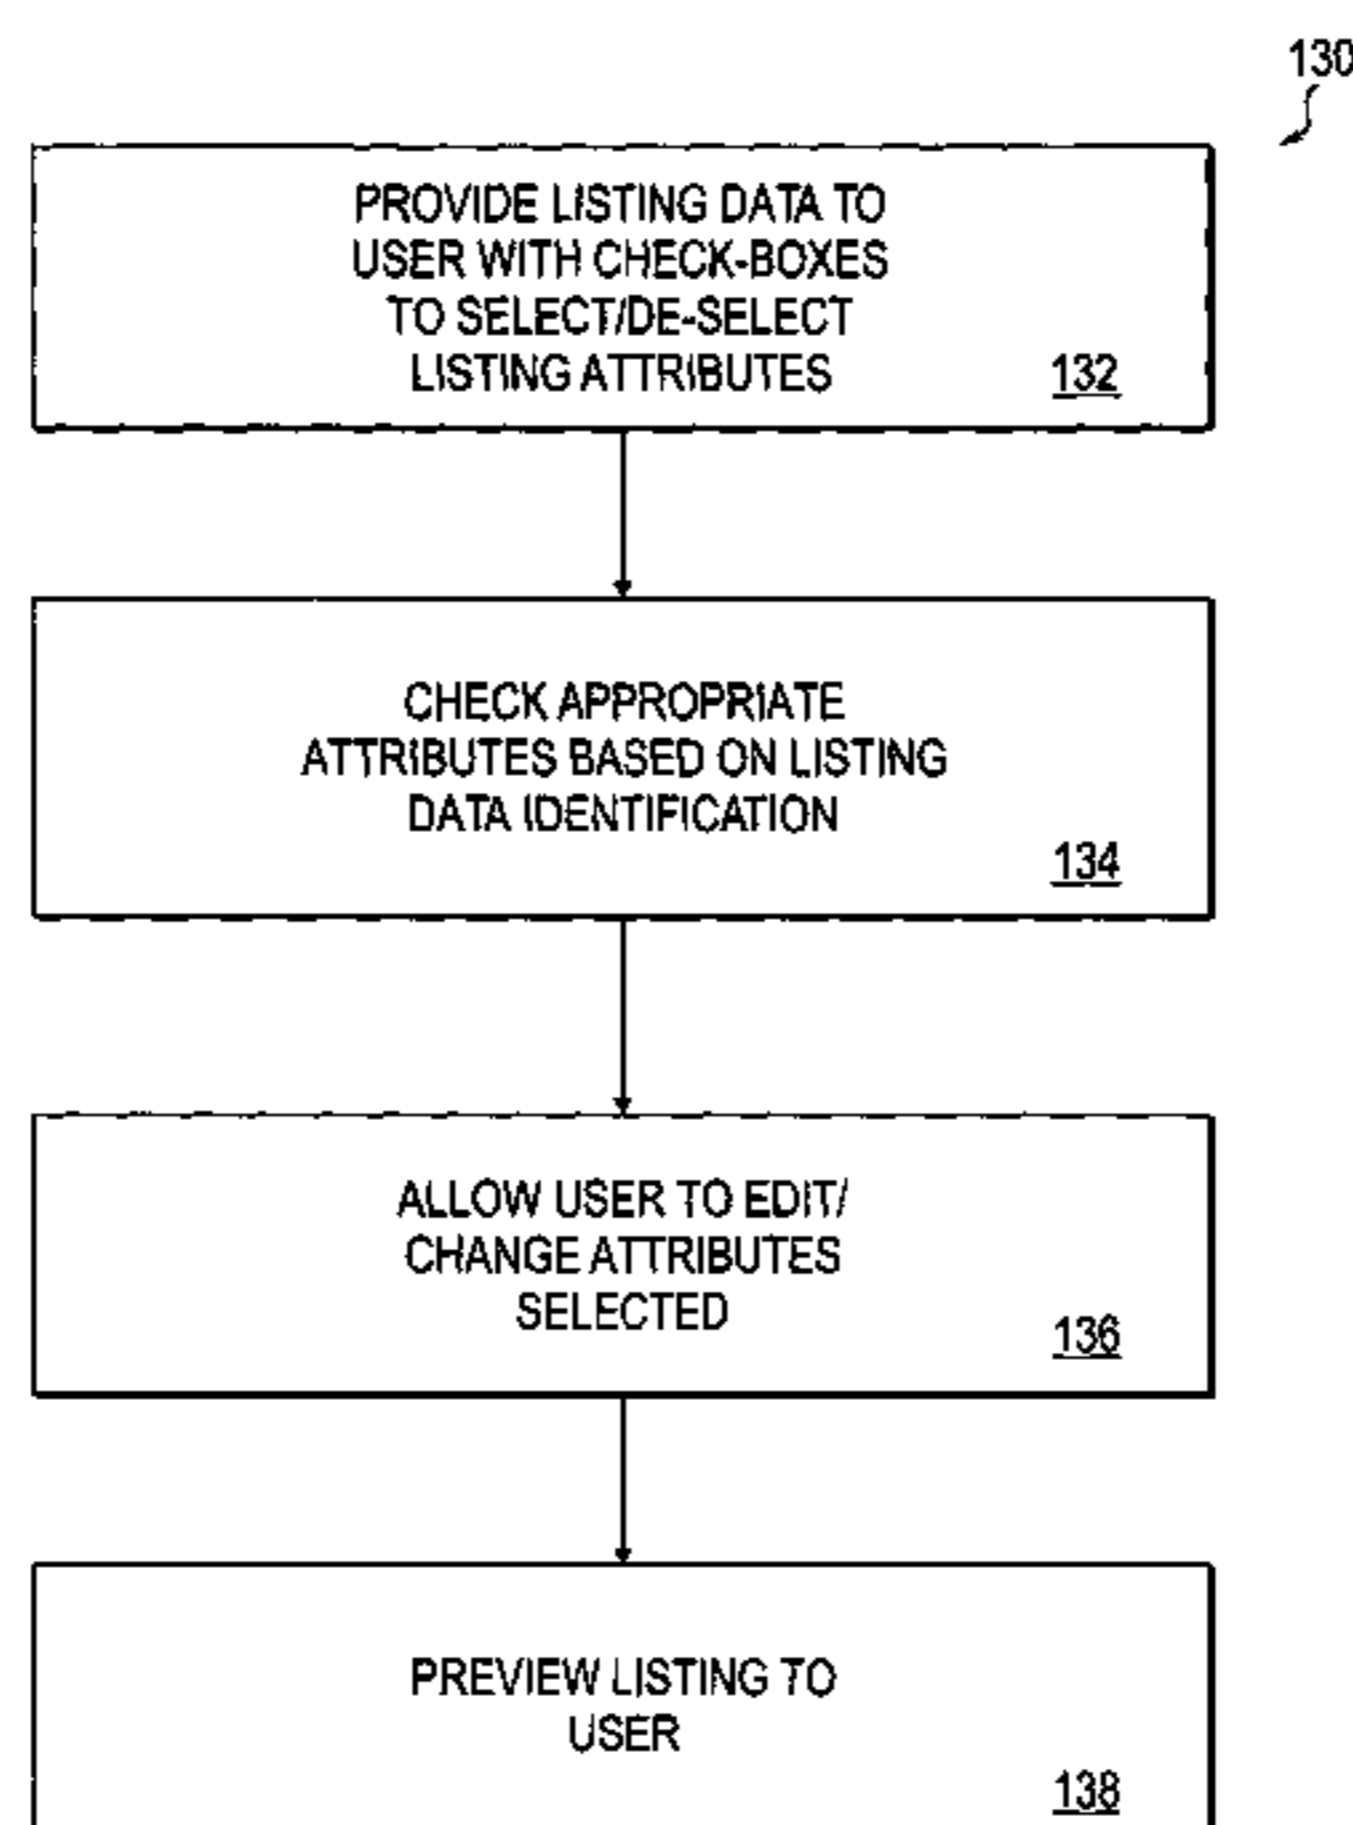 130
PROVIDE LISTING DATA TO
USER WITH CHECK-BOXES
TO SELECT/DE-SELECT
LISTING ATTRIBUTES
132
CHECK APPROPRIATE
ATTRIBUTES BASED ON LISTING
DATA IDENTIFICATION
134
ALLOW USER TO EDIT/
CHANGE ATTRIBUTES
SELECTED
136
PREVIEW LISTING TO
USER
138